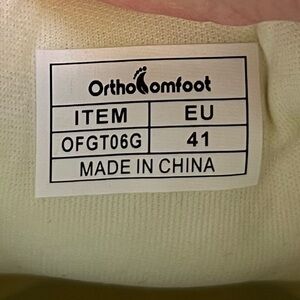 OrthoComfoot
ITEM EU
OFGT06G 41
MADE IN CHINA